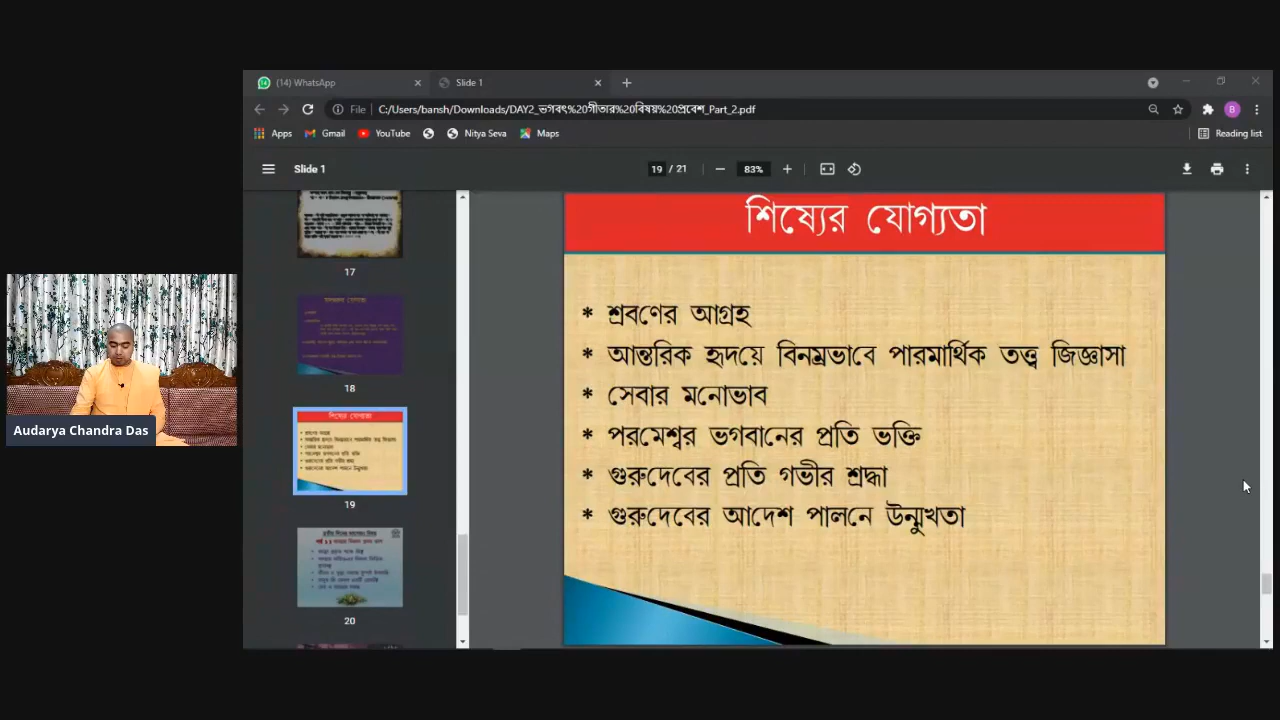 (14) WhatsApp
Slide 1
File C:/Users/bansh/Downloads/DAY2_ভগবৎ%20গীতার%20বিষয়%20প্রবেশ_Part_2.pdf
Apps Gmail YouTube Nitya Seva Maps Reading list
Slide 1 19 / 21 83%
শিষ্যের যোগ্যতা
* শ্রবণের আগ্রহ
* আন্তরিক হৃদয়ে বিনম্রভাবে পারমার্থিক তত্ত্ব জিজ্ঞাসা
* সেবার মনোভাব
* পরমেশ্বর ভগবানের প্রতি ভক্তি
* গুরুদেবের প্রতি গভীর শ্রদ্ধা
* গুরুদেবের আদেশ পালনে উন্মুখতা
17
18
19
20
Audarya Chandra Das